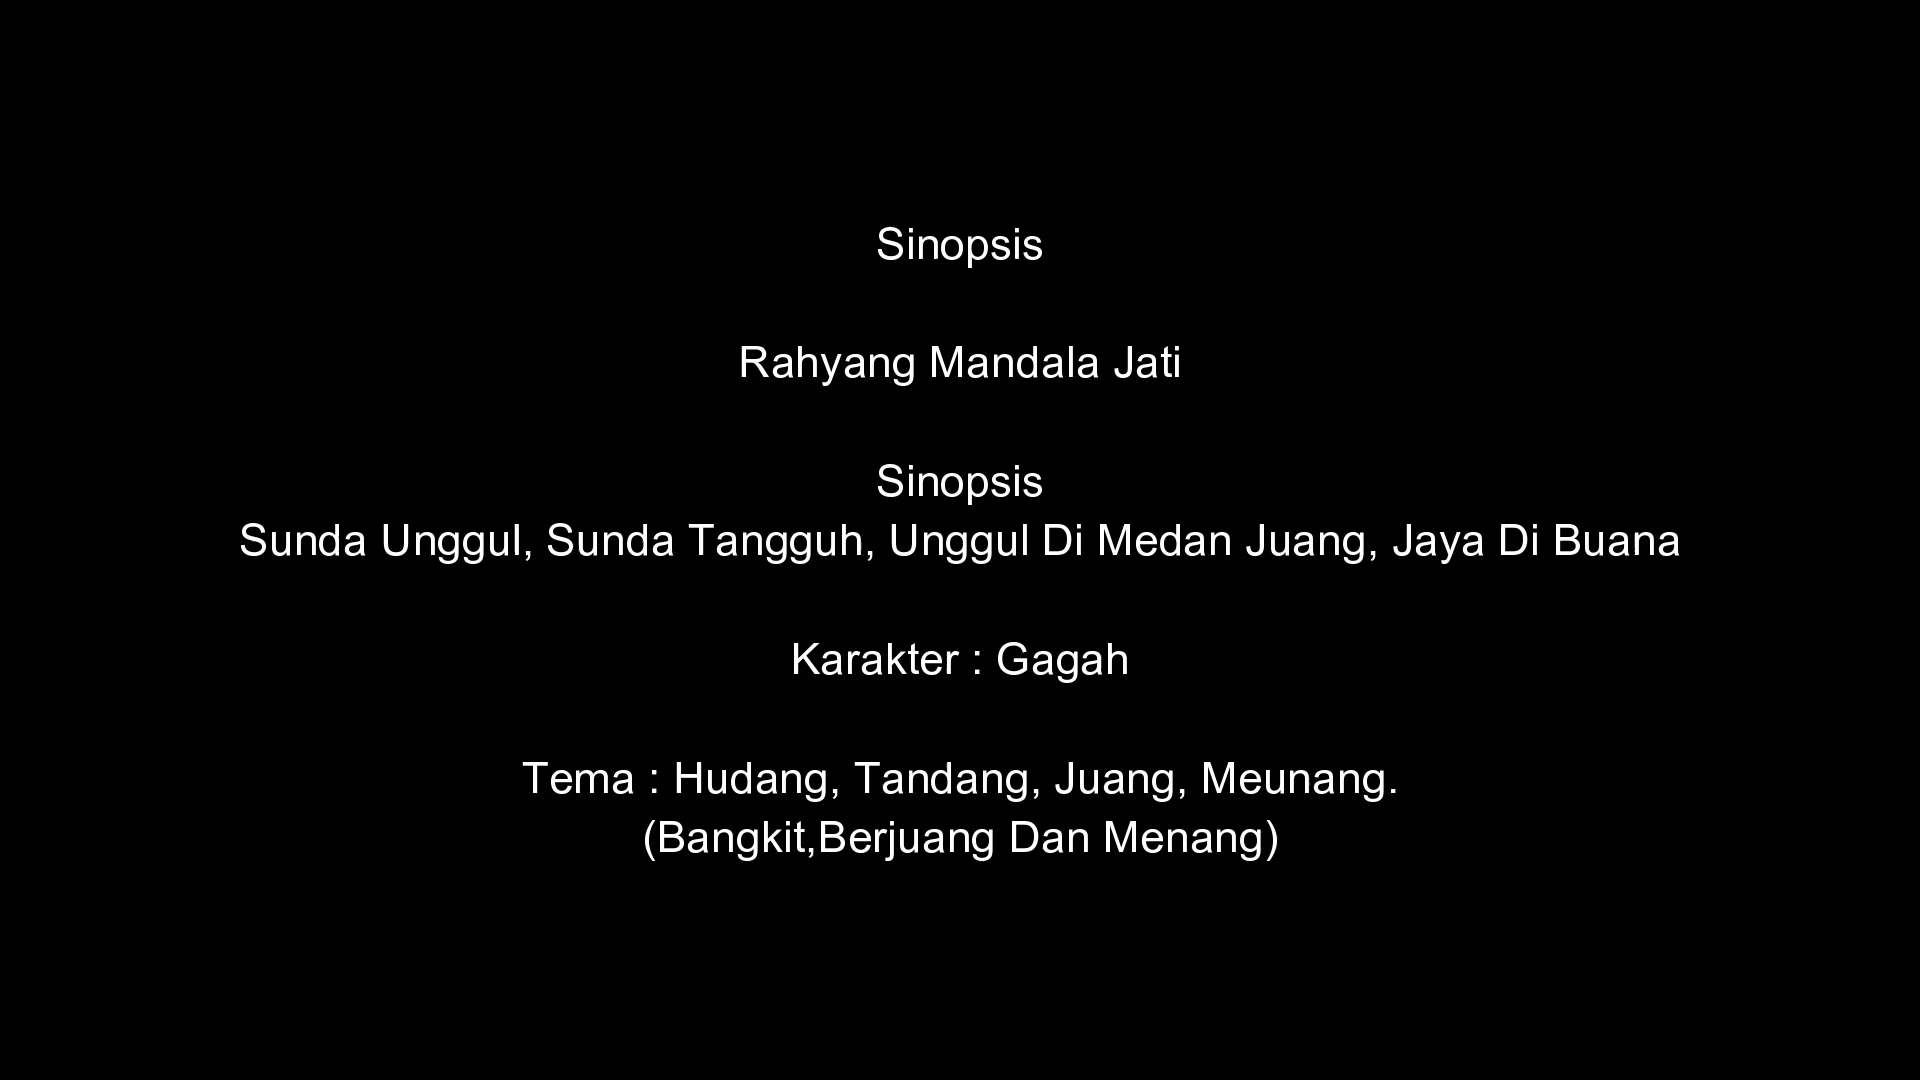 Sinopsis
Rahyang Mandala Jati
Sinopsis
Sunda Unggul, Sunda Tangguh, Unggul Di Medan Juang, Jaya Di Buana
Karakter : Gagah
Tema : Hudang, Tandang, Juang, Meunang.
(Bangkit,Berjuang Dan Menang)